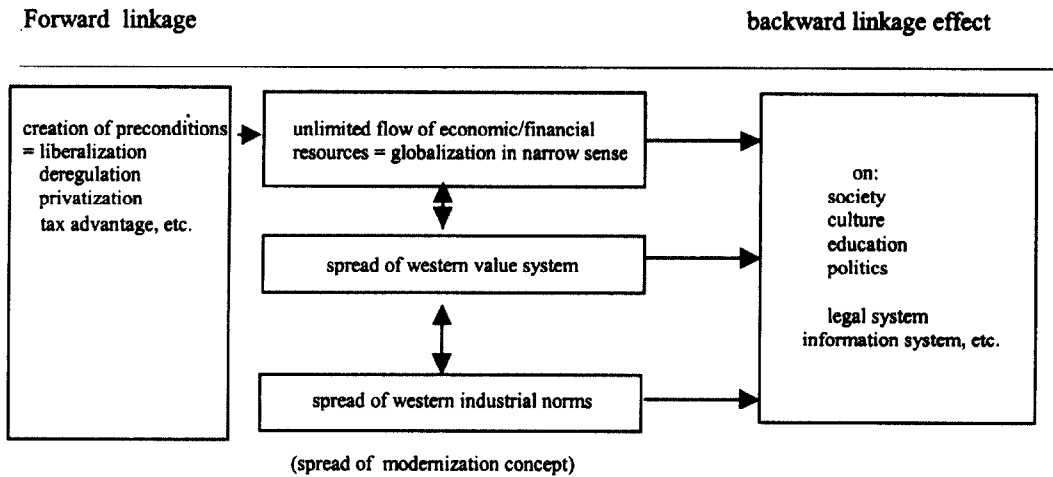 Forward linkage
backward linkage effect
creation of preconditions
= liberalization
deregulation
privatization
tax advantage, etc.
unlimited flow of economic/financial
resources = globalization in narrow sense
spread of western value system
spread of western industrial norms
(spread of modernization concept)
on:
society
culture
education
politics
legal system
information system, etc.